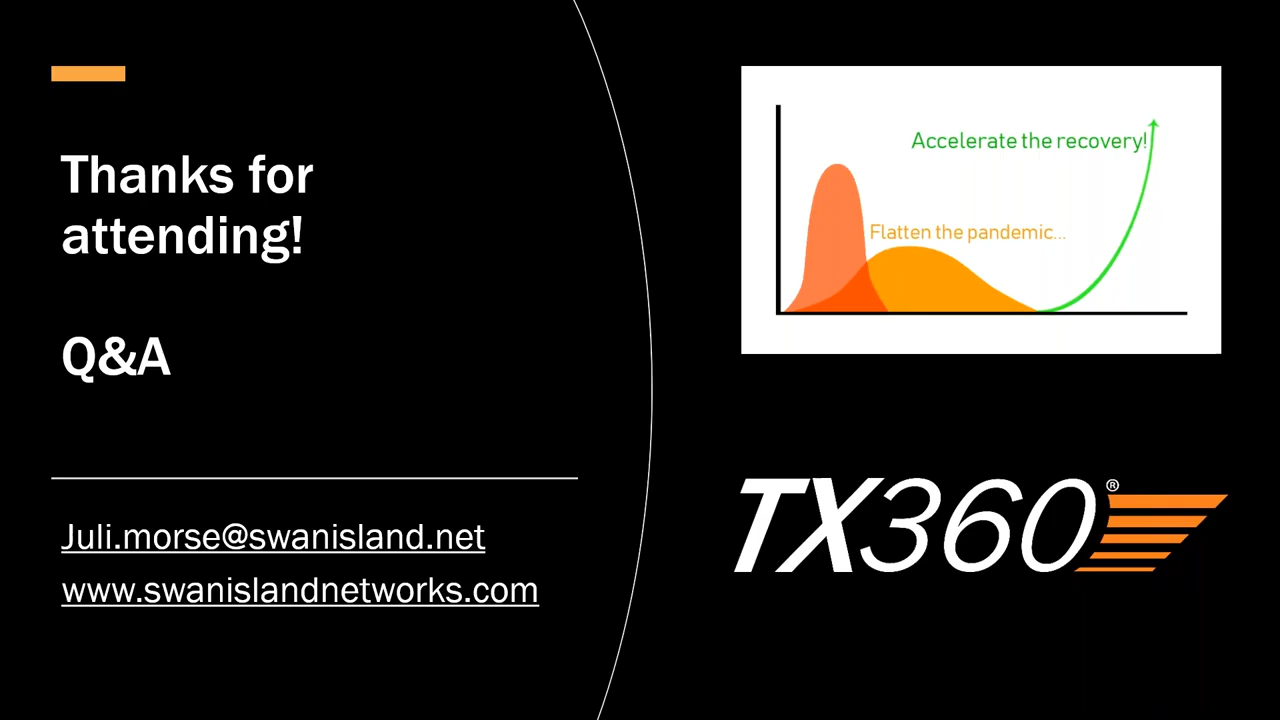 Thanks for
attending!
Q&A
Juli.morse@swanisland.net
www.swanislandnetworks.com
Accelerate the recovery!
Flatten the pandemic...
TX360®